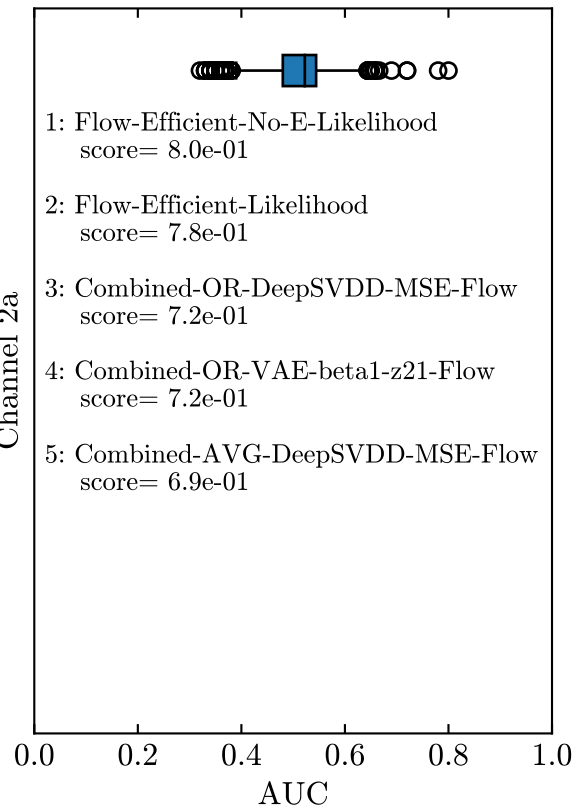 1: Flow-Efficient-No-E-Likelihood
score= 8.0e-01
2: Flow-Efficient-Likelihood
score= 7.8e-01
3: Combined-OR-DeepSVDD-MSE-Flow
score= 7.2e-01
4: Combined-OR-VAE-beta1-z21-Flow
score= 7.2e-01
5: Combined-AVG-DeepSVDD-MSE-Flow
score= 6.9e-01
Channel 2a
0.0 0.2 0.4 0.6 0.8 1.0
AUC